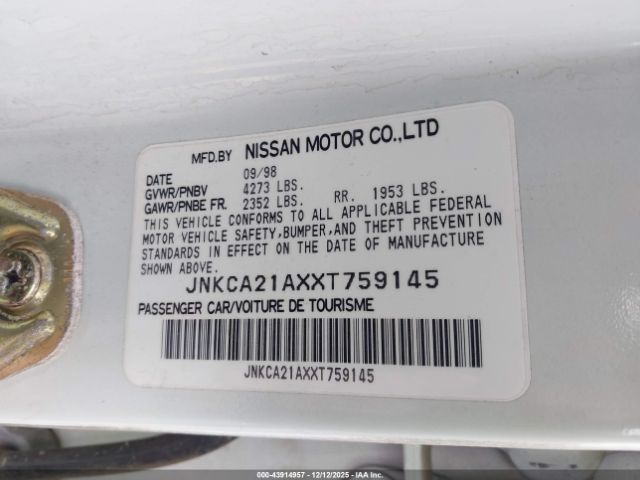 MFD.BY NISSAN MOTOR CO.,LTD
DATE 09/98
GVWR/PNBV 4273 LBS.
GAWR/PNBE FR. 2352 LBS. RR. 1953 LBS.
THIS VEHICLE CONFORMS TO ALL APPLICABLE FEDERAL
MOTOR VEHICLE SAFETY,BUMPER,AND THEFT PREVENTION
STANDARDS IN EFFECT ON THE DATE OF MANUFACTURE
SHOWN ABOVE.
JNKCA21AXXT759145
PASSENGER CAR/VOITURE DE TOURISME
JNKCA21AXXT759145
000-43914957 - 12/12/2025 - IAA Inc.